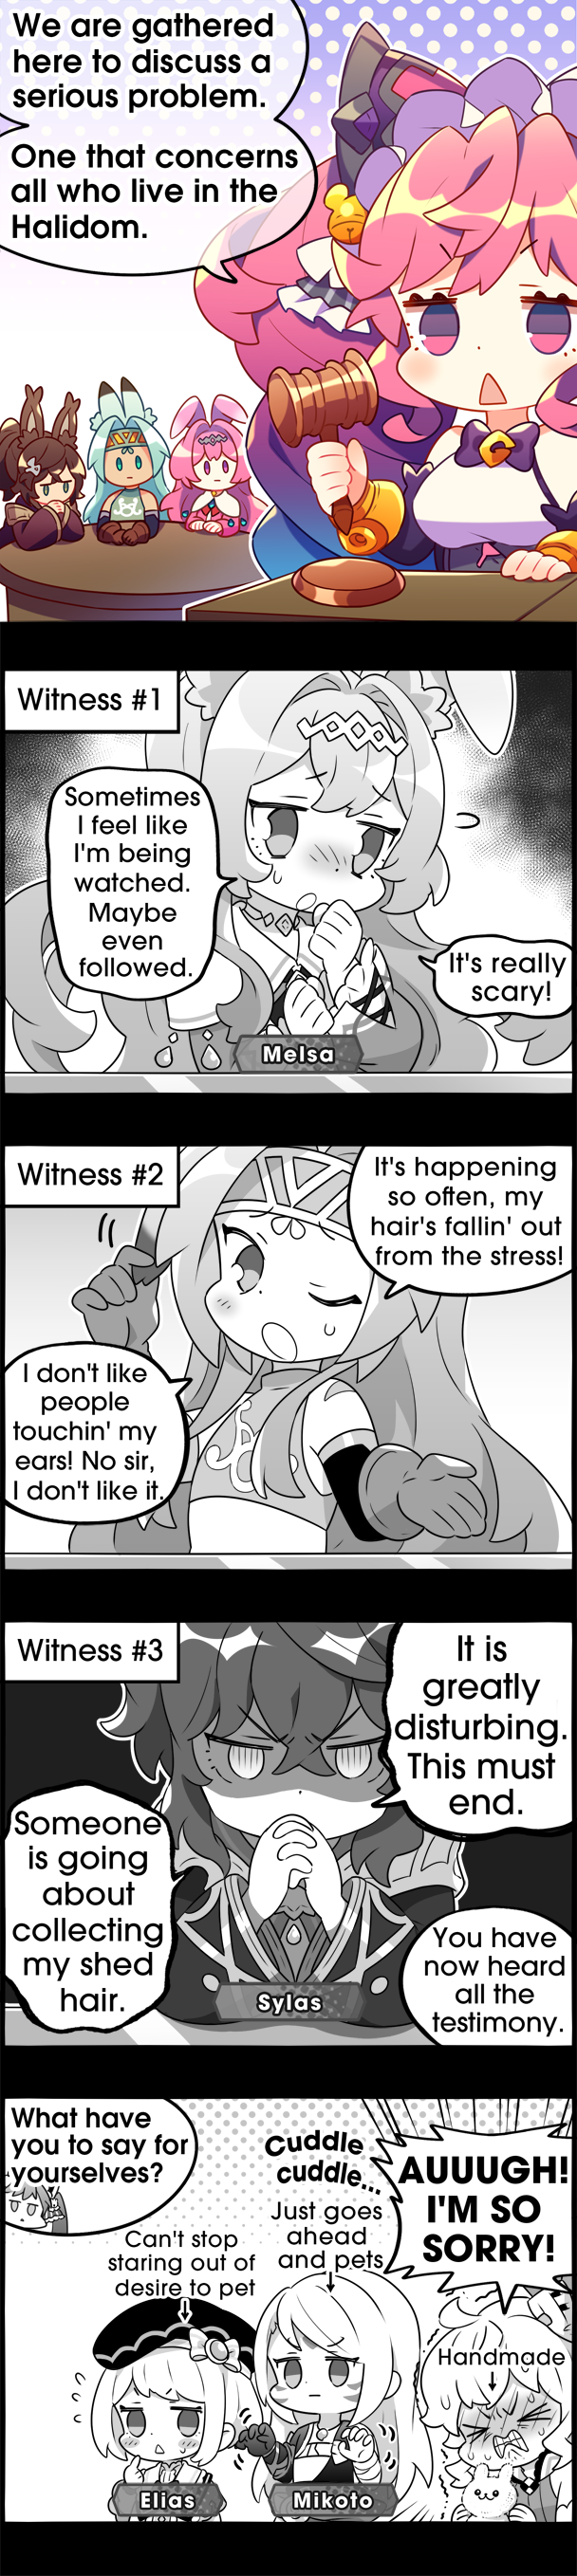 We are gathered
here to discuss a
serious problem.
One that concerns
all who live in the
Halidom.
Witness #1
Sometimes
I feel like
I'm being
watched.
Maybe
even
followed.
It's really
scary!
Melsa
Witness #2
It's happening
so often, my
hair's fallin' out
from the stress!
I don't like
people
touchin' my
ears! No sir,
I don't like it.
Witness #3
It is
greatly
disturbing.
This must
end.
Someone
is going
about
collecting
my shed
hair.
You have
now heard
all the
testimony.
Sylas
What have
you to say for
yourselves?
Cuddle
cuddle...
AUUUGH!
I'M SO
SORRY!
Can't stop
staring out of
desire to pet
Just goes
ahead
and pets
Handmade
Elias
Mikoto